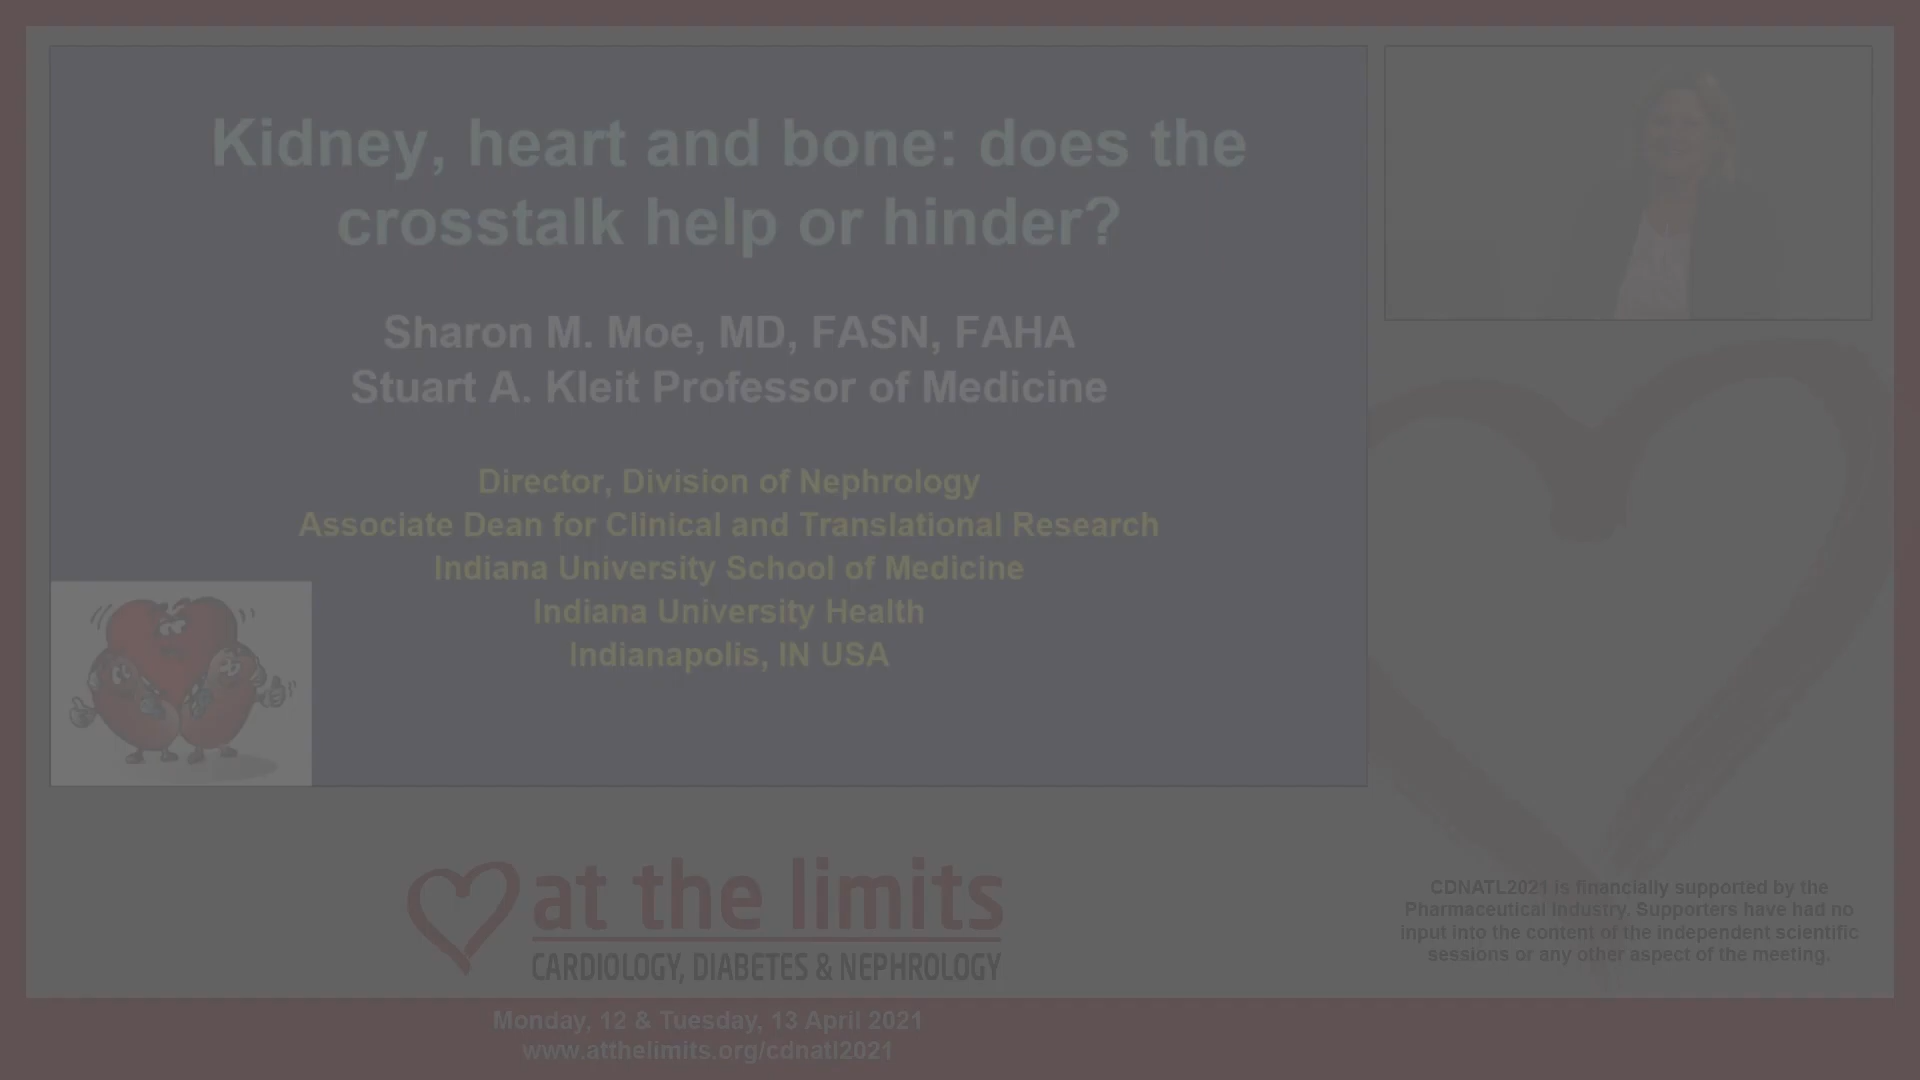 Kidney, heart and bone: does the
crosstalk help or hinder?
Sharon M. Moe, MD, FASN, FAHA
Stuart A. Kleit Professor of Medicine
Director, Division of Nephrology
Associate Dean for Clinical and Translational Research
Indiana University School of Medicine
Indiana University Health
Indianapolis, IN USA
at the limits
CARDIOLOGY, DIABETES & NEPHROLOGY
CDNATL2021 is financially supported by the
Pharmaceutical Industry. Supporters have had no
input into the content of the independent scientific
sessions or any other aspect of the meeting.
Monday, 12 & Tuesday, 13 April 2021
www.atthelimits.org/cdnatl2021